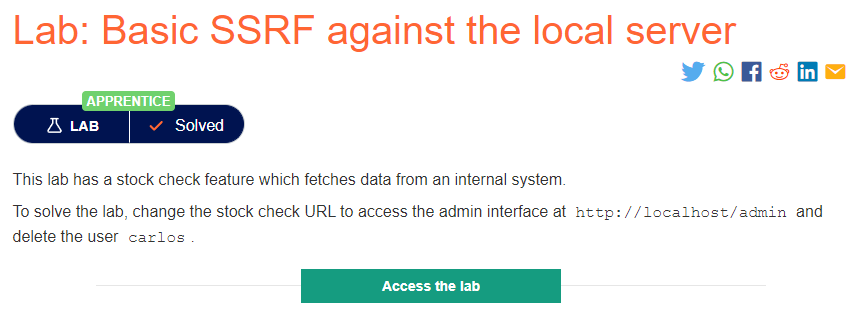 Lab: Basic SSRF against the local server
APPRENTICE
LAB
Solved
This lab has a stock check feature which fetches data from an internal system.
To solve the lab, change the stock check URL to access the admin interface at http://localhost/admin and
delete the user carlos .
Access the lab